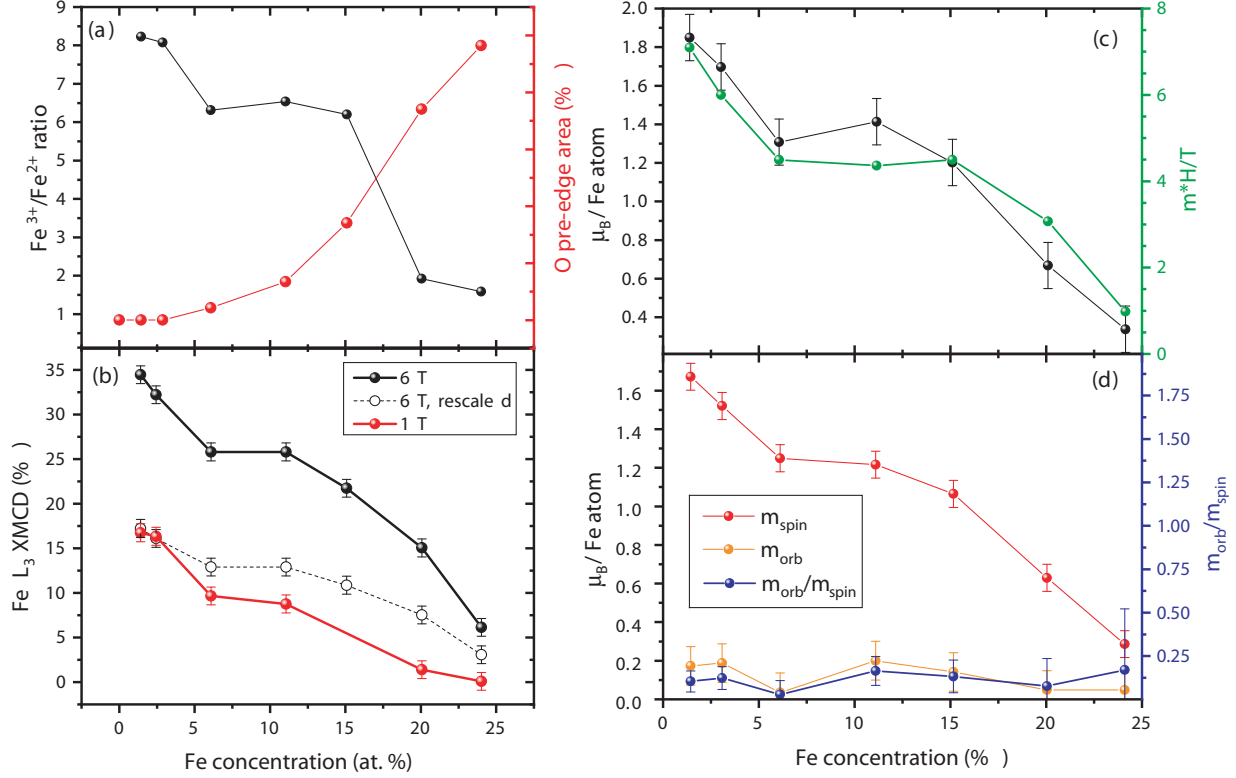 (a)
Fe³⁺/Fe²⁺ ratio
9
8
7
6
5
4
3
2
1
O pre-edge area (% )
(b)
Fe L₃ XMCD (% )
35
30
25
20
15
10
5
0
6 T
6 T, rescale d
1 T
0 5 10 15 20 25
Fe concentration (at. %)
(c)
μB/ Fe atom
2.0
1.8
1.6
1.4
1.2
1.0
0.8
0.6
0.4
8
6
4
2
0
m*H/T
(d)
μB/ Fe atom
1.6
1.4
1.2
1.0
0.8
0.6
0.4
0.2
0.0
mspin
morb
morb/mspin
1.75
1.50
1.25
1.00
0.75
0.50
0.25
morb/mspin
0 5 10 15 20 25
Fe concentration (% )